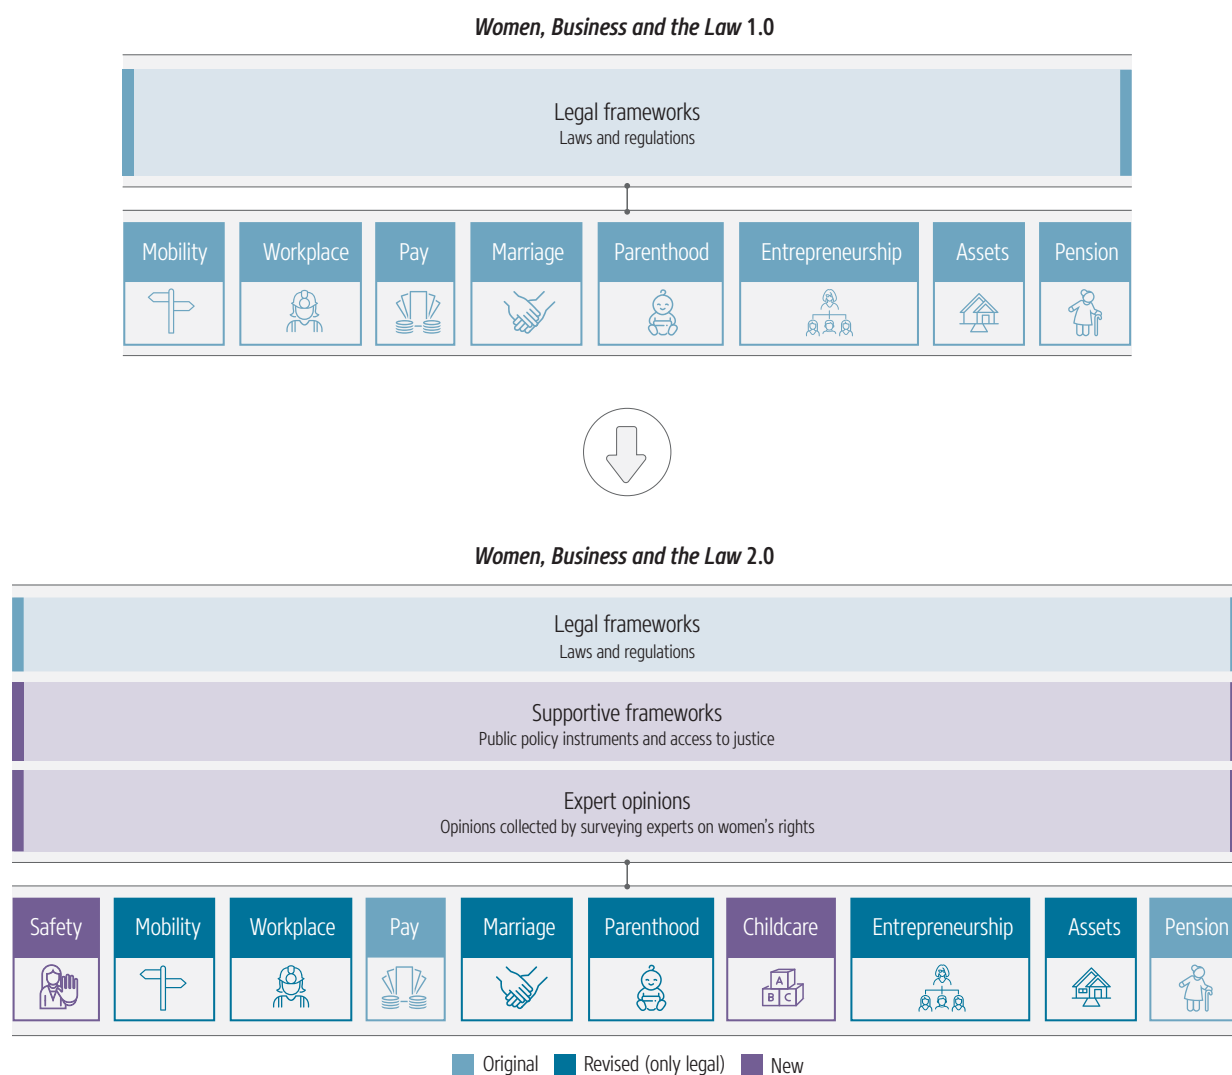 Women, Business and the Law 1.0
Legal frameworks
Laws and regulations
Mobility
Workplace
Pay
Marriage
Parenthood
Entrepreneurship
Assets
Pension
Women, Business and the Law 2.0
Legal frameworks
Laws and regulations
Supportive frameworks
Public policy instruments and access to justice
Expert opinions
Opinions collected by surveying experts on women's rights
Safety
Mobility
Workplace
Pay
Marriage
Parenthood
Childcare
Entrepreneurship
Assets
Pension
A
B C
Original
Revised (only legal)
New